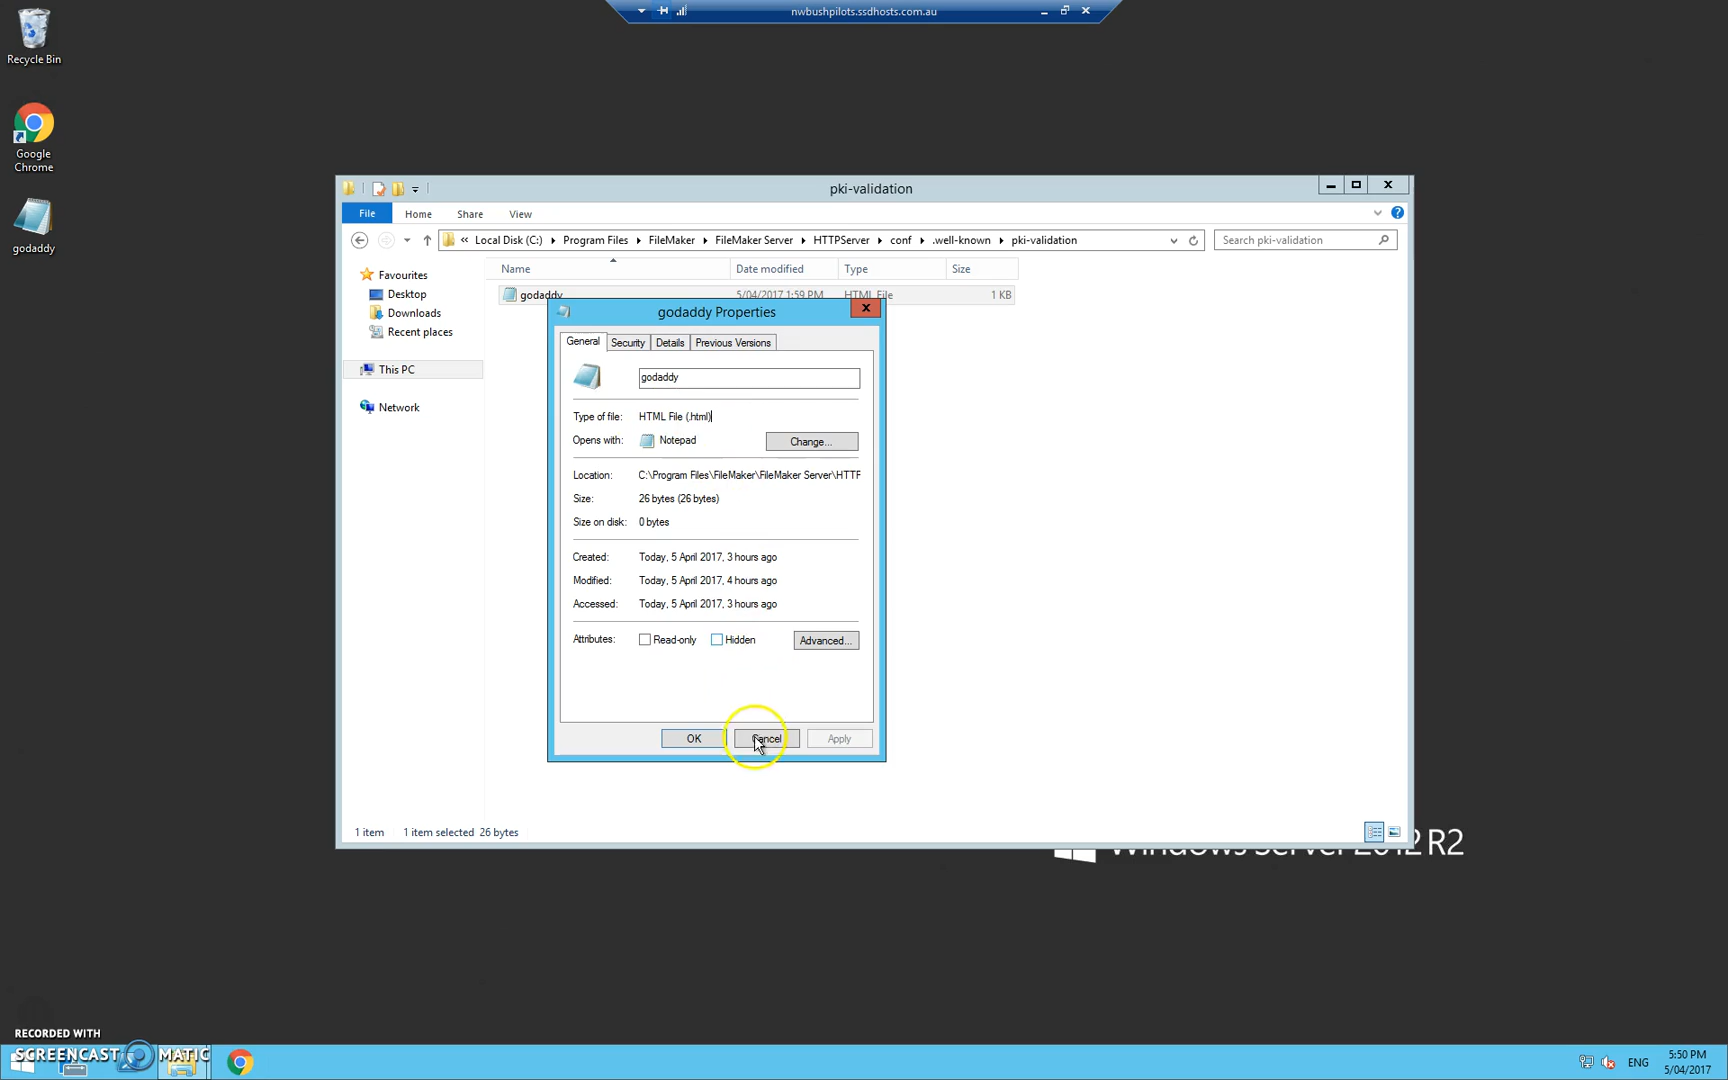 nwbushpilots.ssdhosts.com.au
Recycle Bin
Google
Chrome
godaddy
pki-validation
File
Home
Share
View
« Local Disk (C:) Program Files FileMaker FileMaker Server HTTPServer conf .well-known pki-validation
Search pki-validation
Favourites
Desktop
Downloads
Recent places
This PC
Network
Name
Date modified
Type
Size
godaddy
5/04/2017 1:59 PM
HTML File
1 KB
godaddy Properties
General
Security
Details
Previous Versions
godaddy
Type of file: HTML File (.html)
Opens with: Notepad
Change...
Location: C:\Program Files\FileMaker\FileMaker Server\HTTF
Size: 26 bytes (26 bytes)
Size on disk: 0 bytes
Created: Today, 5 April 2017, 3 hours ago
Modified: Today, 5 April 2017, 4 hours ago
Accessed: Today, 5 April 2017, 3 hours ago
Attributes: Read-only Hidden
Advanced...
OK
Cancel
Apply
1 item
1 item selected 26 bytes
Windows Server 2012 R2
RECORDED WITH
SCREENCAST MATIC
ENG
5:50 PM
5/04/2017